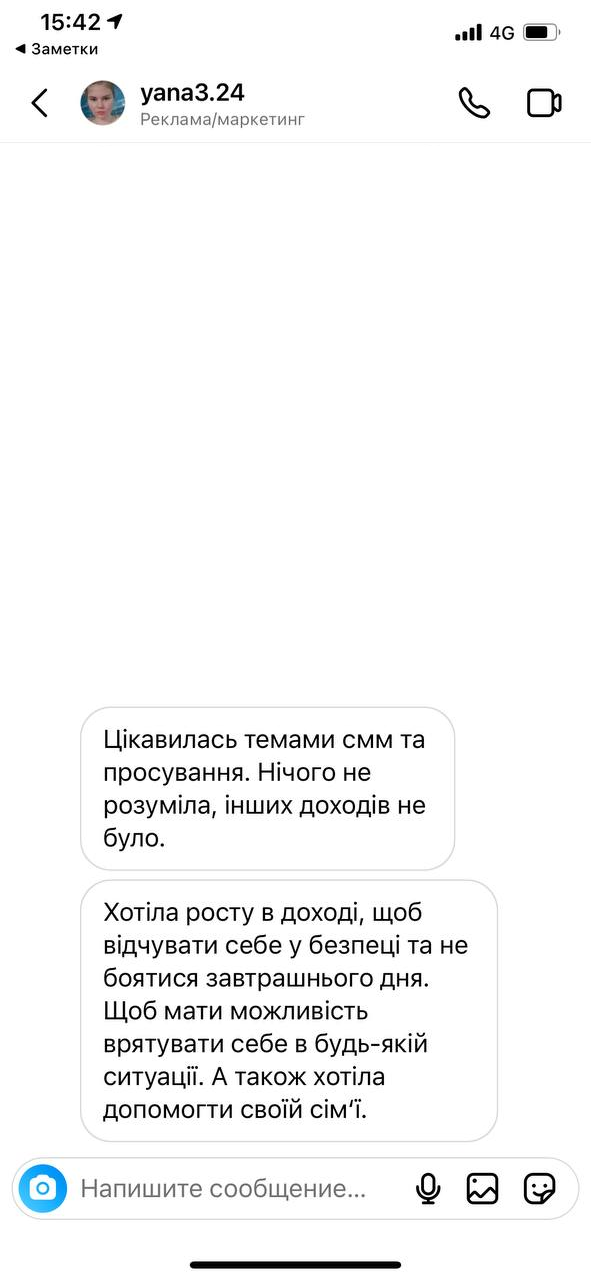 15:42
4G
◀ Заметки
yana3.24
Реклама/маркетинг
Цікавилась темами смм та
просування. Нічого не
розуміла, інших доходів не
було.
Хотіла росту в доході, щоб
відчувати себе у безпеці та не
боятися завтрашнього дня.
Щоб мати можливість
врятувати себе в будь-якій
ситуації. А також хотіла
допомогти своїй сім‘ї.
Напишите сообщение...